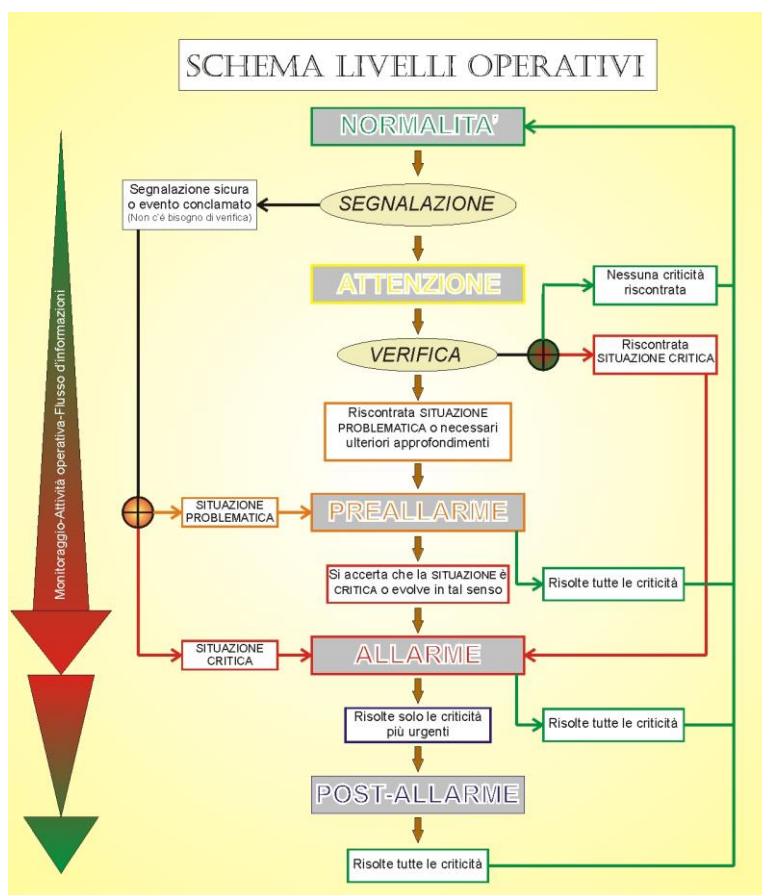 SCHEMA LIVELLI OPERATIVI
NORMALITA'
Segnalazione sicura
o evento conclamato
(Non c'é bisogno di verifica)
SEGNALAZIONE
ATTENZIONE
Nessuna criticità
riscontrata
VERIFICA
Riscontrata
SITUAZIONE CRITICA
Riscontrata SITUAZIONE
PROBLEMATICA o necessari
ulteriori approfondimenti
Monitoraggio-Attività operativa-Flusso d'informazioni
SITUAZIONE
PROBLEMATICA
PREALLARME
Si accerta che la SITUAZIONE è
CRITICA o evolve in tal senso
Risolte tutte le criticità
SITUAZIONE
CRITICA
ALLARME
Risolte solo le criticità
più urgenti
Risolte tutte le criticità
POST-ALLARME
Risolte tutte le criticità